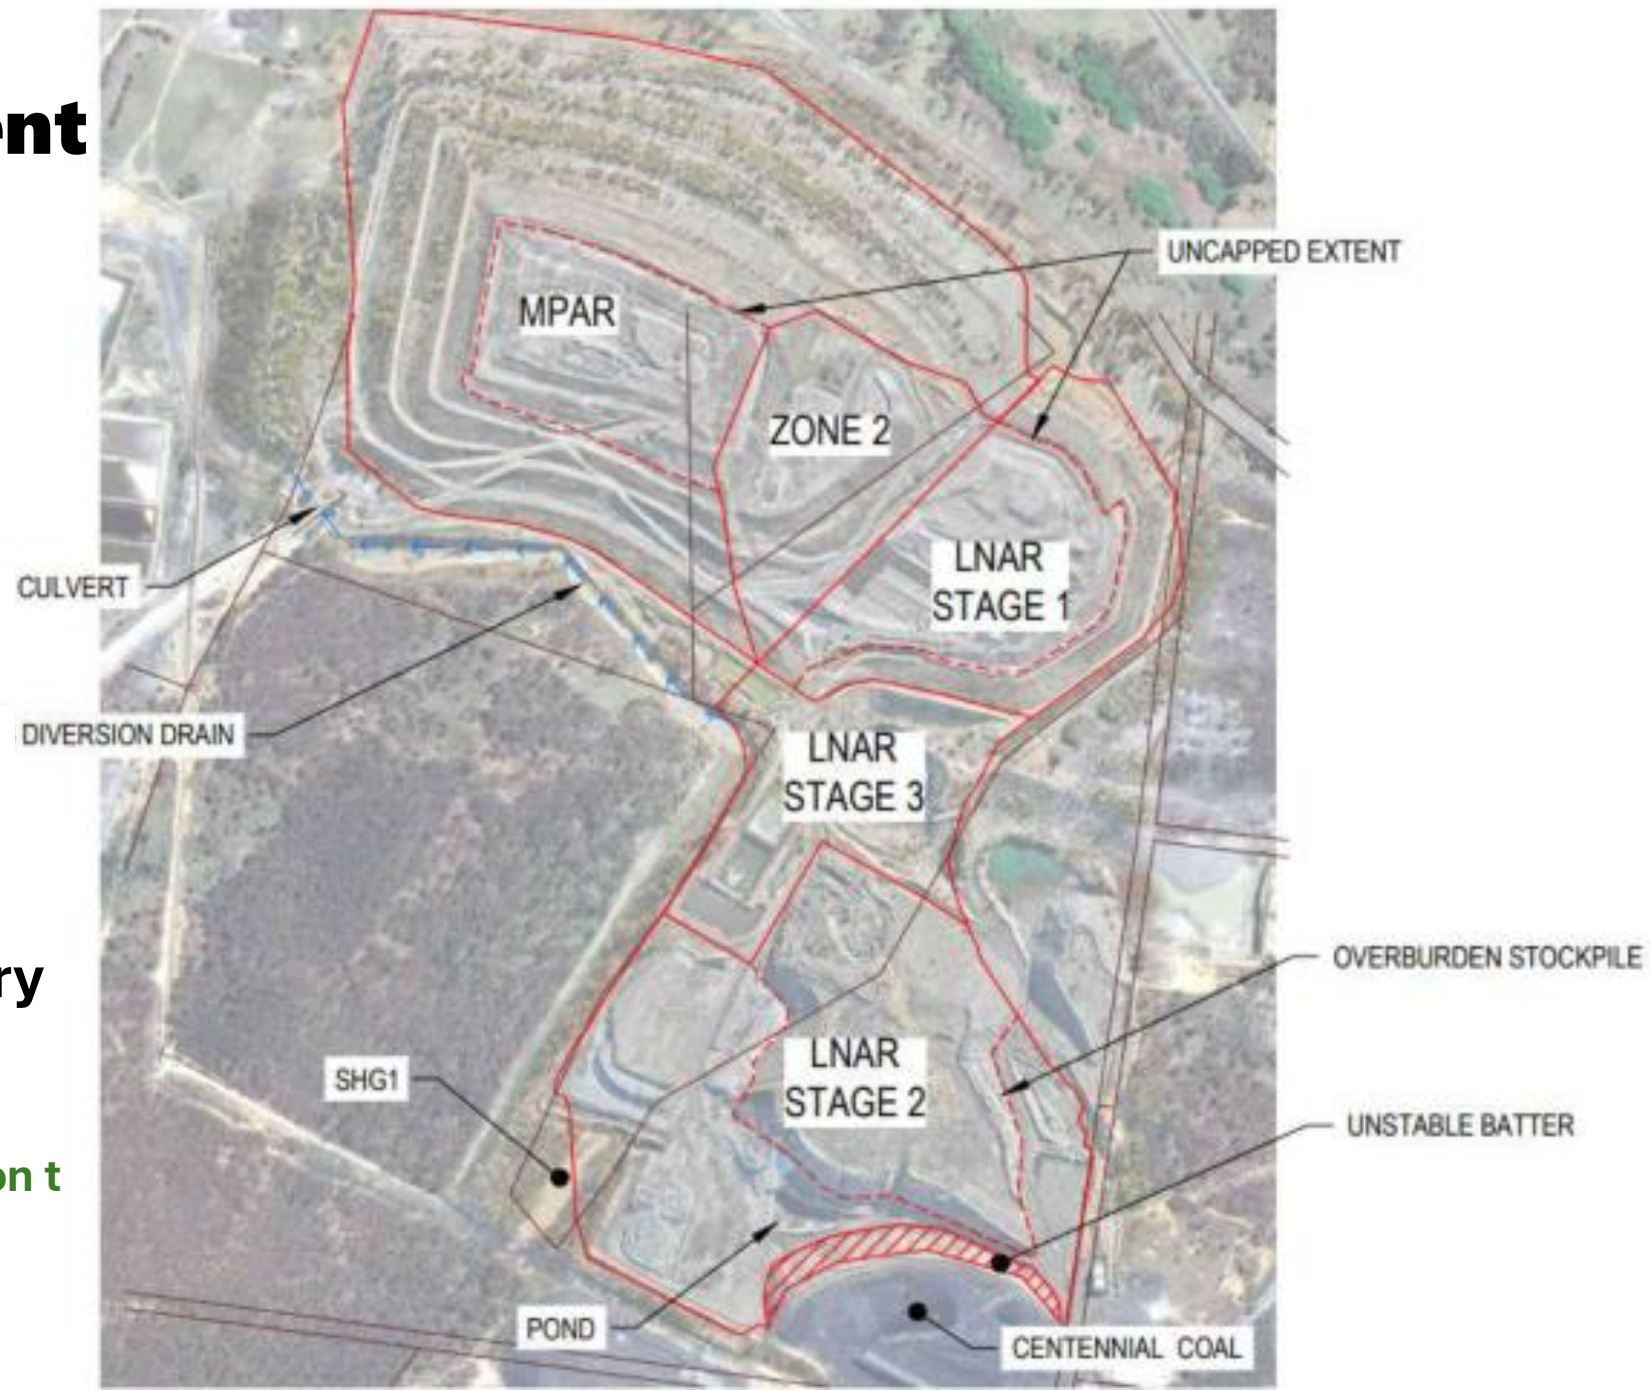 ent
UNCAPPED EXTENT
MPAR
ZONE 2
LNAR
STAGE 1
CULVERT
DIVERSION DRAIN
LNAR
STAGE 3
OVERBURDEN STOCKPILE
ry
LNAR
STAGE 2
SHG1
UNSTABLE BATTER
on t
POND
CENTENNIAL COAL